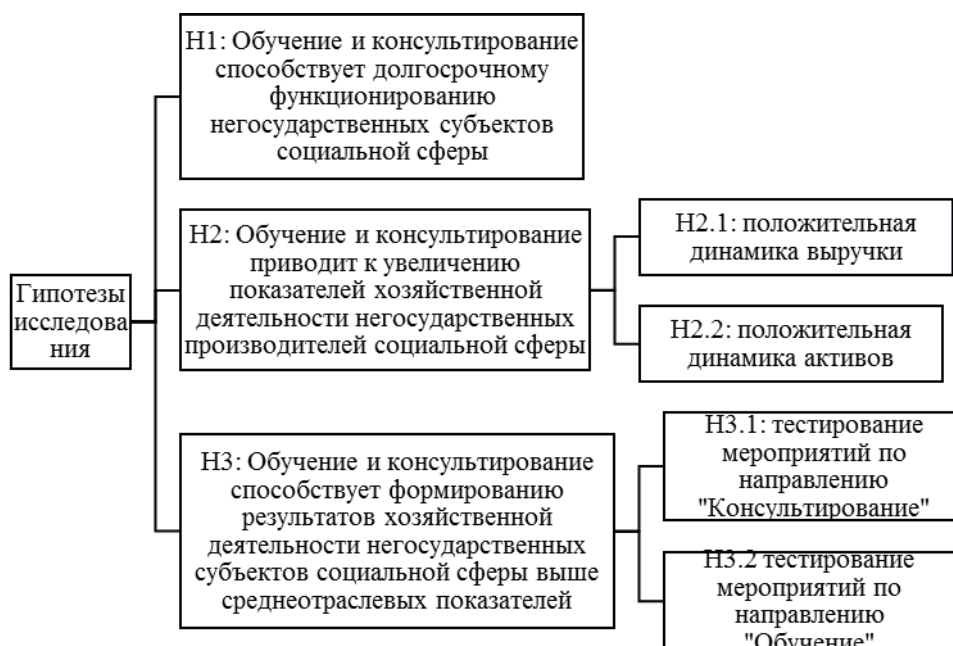 Гипотезы
исследова
ния
Н1: Обучение и консультирование
способствует долгосрочному
функционированию
негосударственных субъектов
социальной сферы
Н2: Обучение и консультирование
приводит к увеличению
показателей хозяйственной
деятельности негосударственных
производителей социальной сферы
Н2.1: положительная
динамика выручки
Н2.2: положительная
динамика активов
Н3: Обучение и консультирование
способствует формированию
результатов хозяйственной
деятельности негосударственных
субъектов социальной сферы выше
среднеотраслевых показателей
Н3.1: тестирование
мероприятий по
направлению
"Консультирование"
Н3.2 тестирование
мероприятий по
направлению
"Обучение"